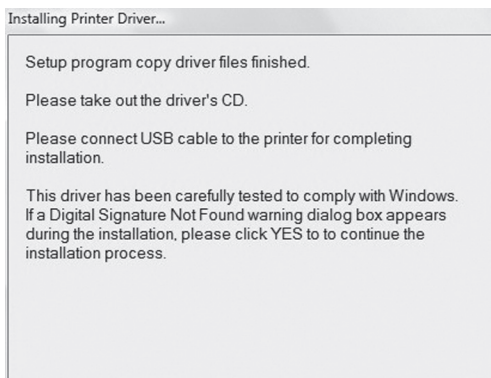 Installing Printer Driver...
Setup program copy driver files finished.
Please take out the driver's CD.
Please connect USB cable to the printer for completing
installation.
This driver has been carefully tested to comply with Windows.
If a Digital Signature Not Found warning dialog box appears
during the installation, please click YES to to continue the
installation process.